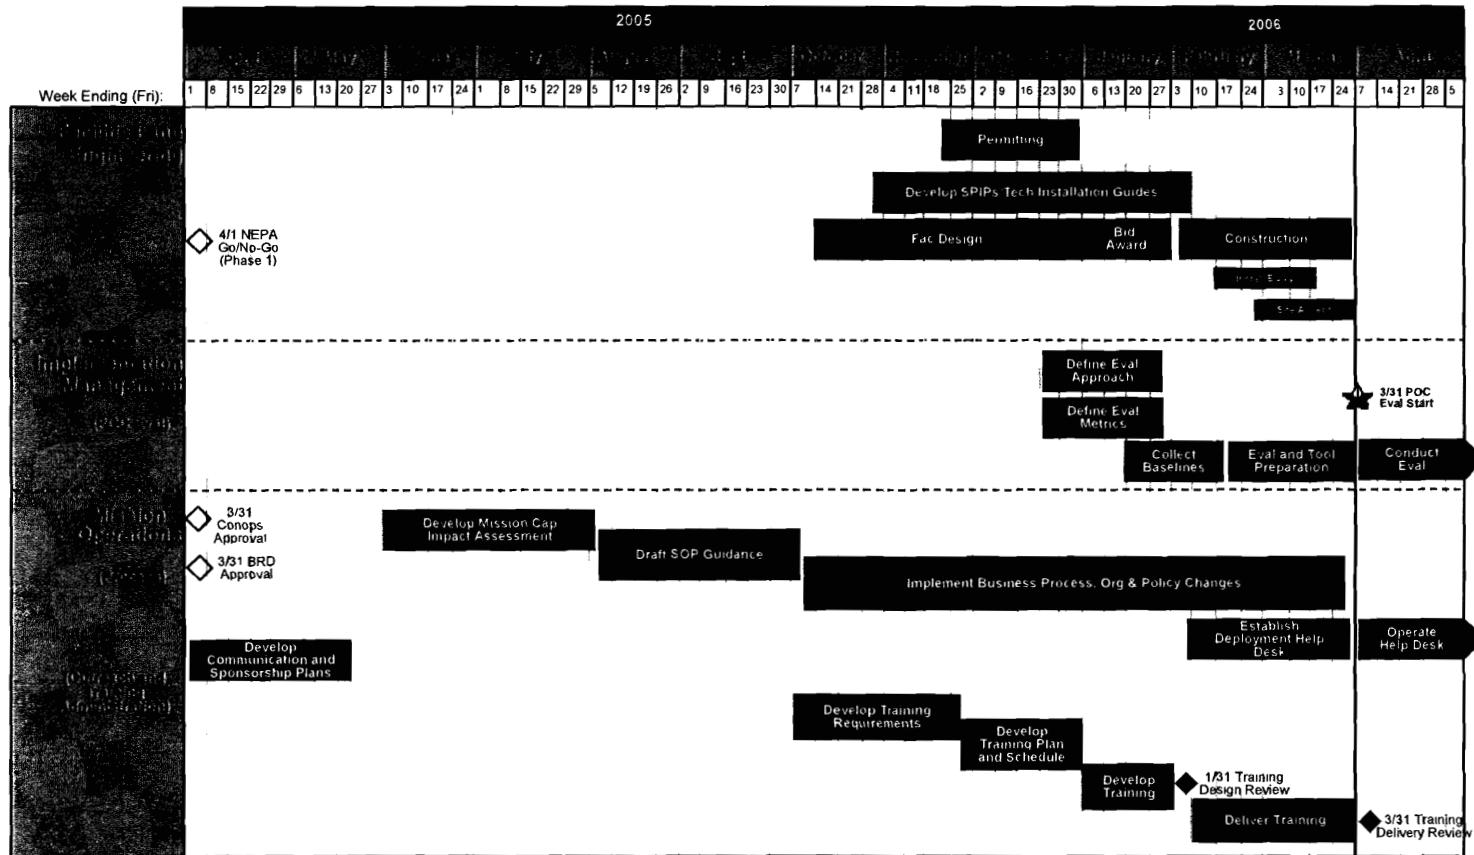 2005
2006
Week Ending (Fri):
1 8 15 22 29 6 13 20 27 3 10 17 24 1 8 15 22 29 5 12 19 26 2 9 16 23 30 7 14 21 28 4 11 18 25 2 9 16 23 30 6 13 20 27 3 10 17 24 3 10 17 24 7 14 21 28 5
Permitting
Develop SPIPs Tech Installation Guides
4/1 NEPA
Go/No-Go
(Phase 1)
Fac Design
Bid
Award
Construction
Implementation
Management
Define Eval
Approach
Define Eval
Metrics
3/31 POC
Eval Start
Collect
Baselines
Eval and Tool
Preparation
Conduct
Eval
Mission
Operations
3/31
Conops
Approval
3/31 BRD
Approval
Develop Mission Cap
Impact Assessment
Draft SOP Guidance
Implement Business Process, Org & Policy Changes
Establish
Deployment Help
Desk
Operate
Help Desk
Develop
Communication and
Sponsorship Plans
Develop Training
Requirements
Develop
Training Plan
and Schedule
Develop
Training
1/31 Training
Design Review
Deliver Training
3/31 Training
Delivery Review